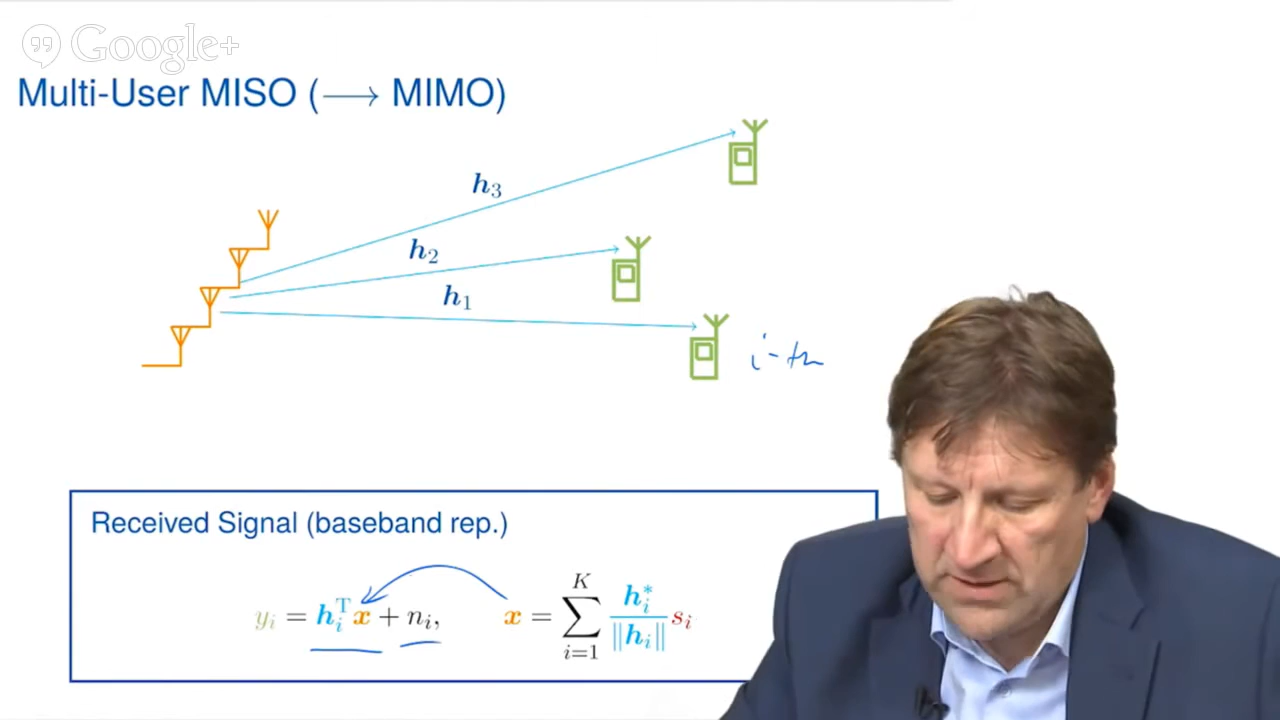 Google+
Multi-User MISO (⟶ MIMO)
h₃
h₂
h₁
i-th
Received Signal (baseband rep.)
yᵢ = hᵢᵀx + nᵢ, x = ∑ᵢ₌₁ᴷ hᵢ*/‖hᵢ‖ sᵢ